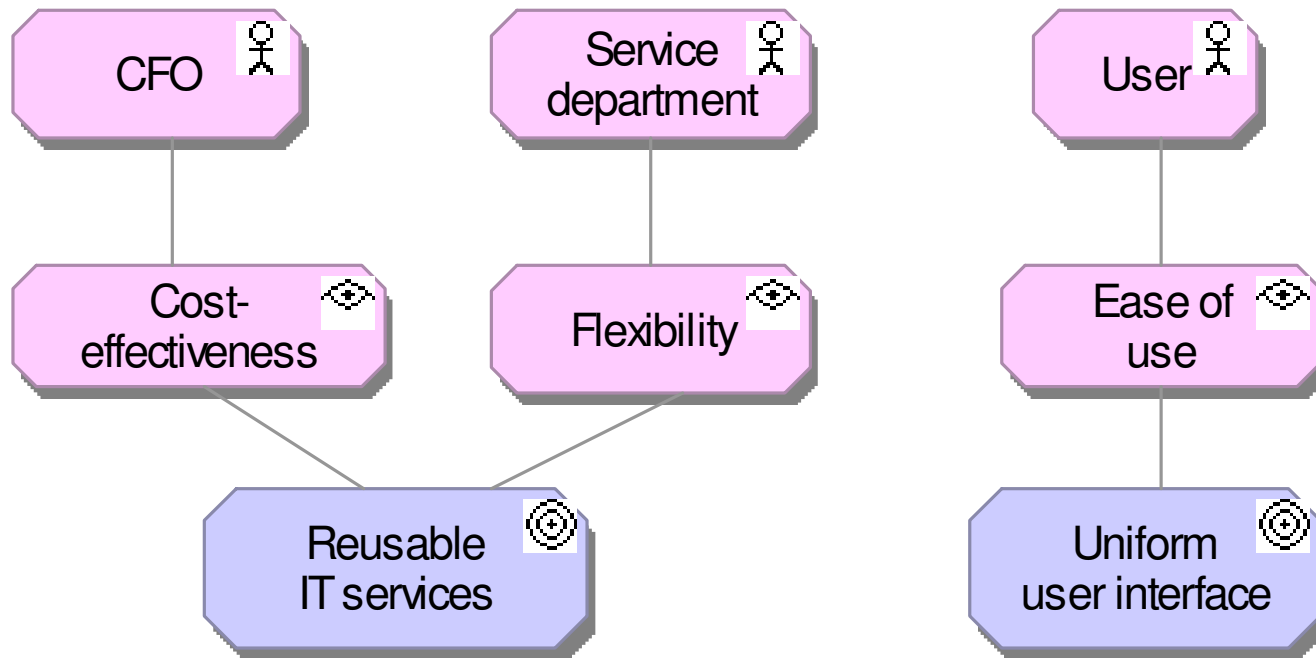 CFO
Service
department
User
Cost-
effectiveness
Flexibility
Ease of
use
Reusable
IT services
Uniform
user interface